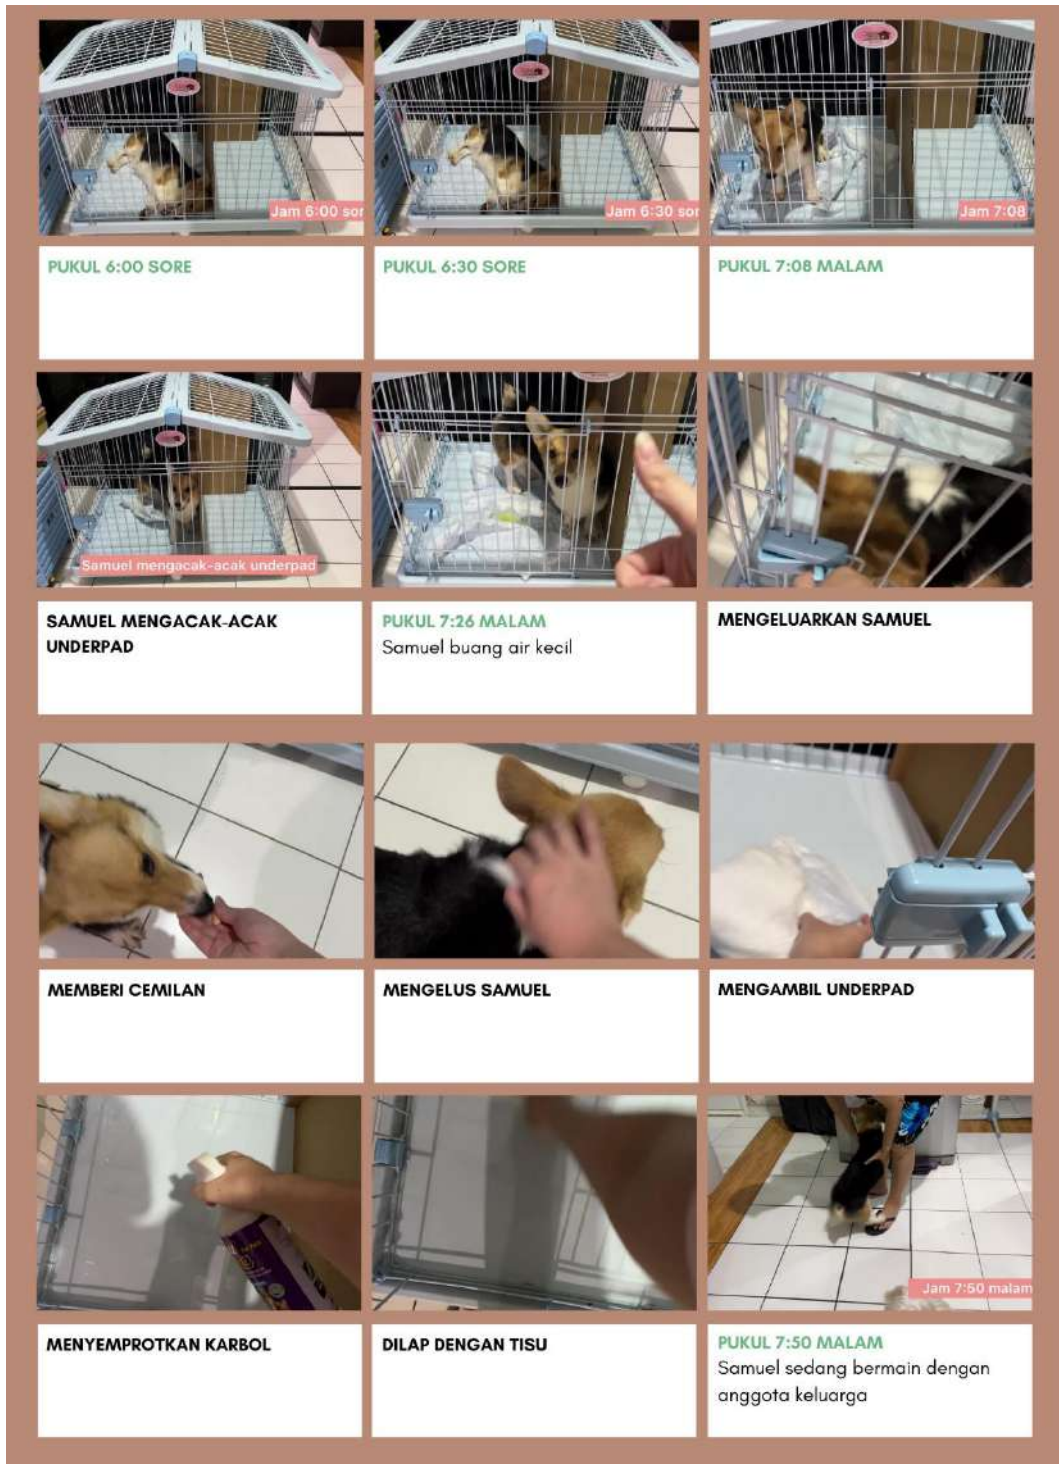 Jam 6:00 sor
Jam 6:30 sor
Jam 7:08
PUKUL 6:00 SORE
PUKUL 6:30 SORE
PUKUL 7:08 MALAM
Samuel mengacak-acak underpad
SAMUEL MENGACAK-ACAK
UNDERPAD
PUKUL 7:26 MALAM
Samuel buang air kecil
MENGELUARKAN SAMUEL
MEMBERI CEMILAN
MENGELUS SAMUEL
MENGAMBIL UNDERPAD
Jam 7:50 malam
MENYEMPROTKAN KARBOL
DILAP DENGAN TISU
PUKUL 7:50 MALAM
Samuel sedang bermain dengan
anggota keluarga